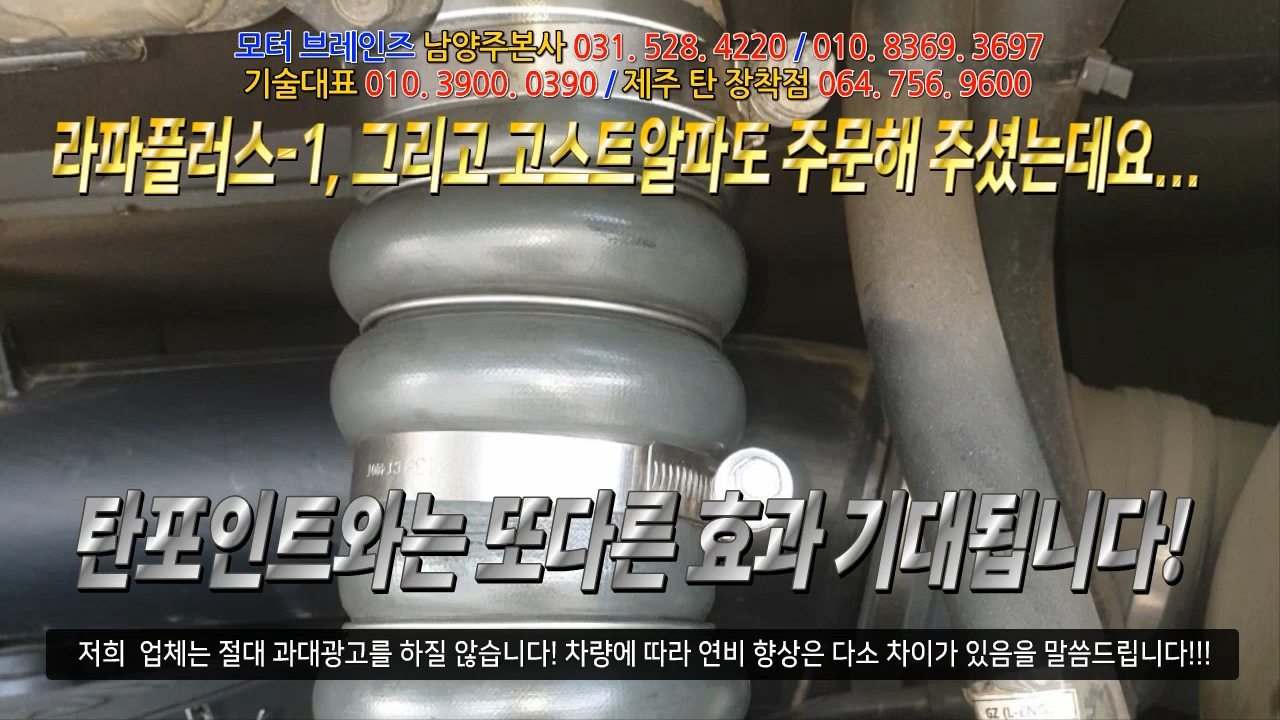 모터 브레인즈 남양주본사 031. 528. 4220 / 010. 8369. 3697
기술대표 010. 3900. 0390 / 제주 탄 장착점 064. 756. 9600
라파플러스-1, 그리고 고스트알파도 주문해 주셨는데요...
탄포인트와는 또다른 효과 기대됩니다!
저희 업체는 절대 과대광고를 하질 않습니다! 차량에 따라 연비 향상은 다소 차이가 있음을 말씀드립니다!!!